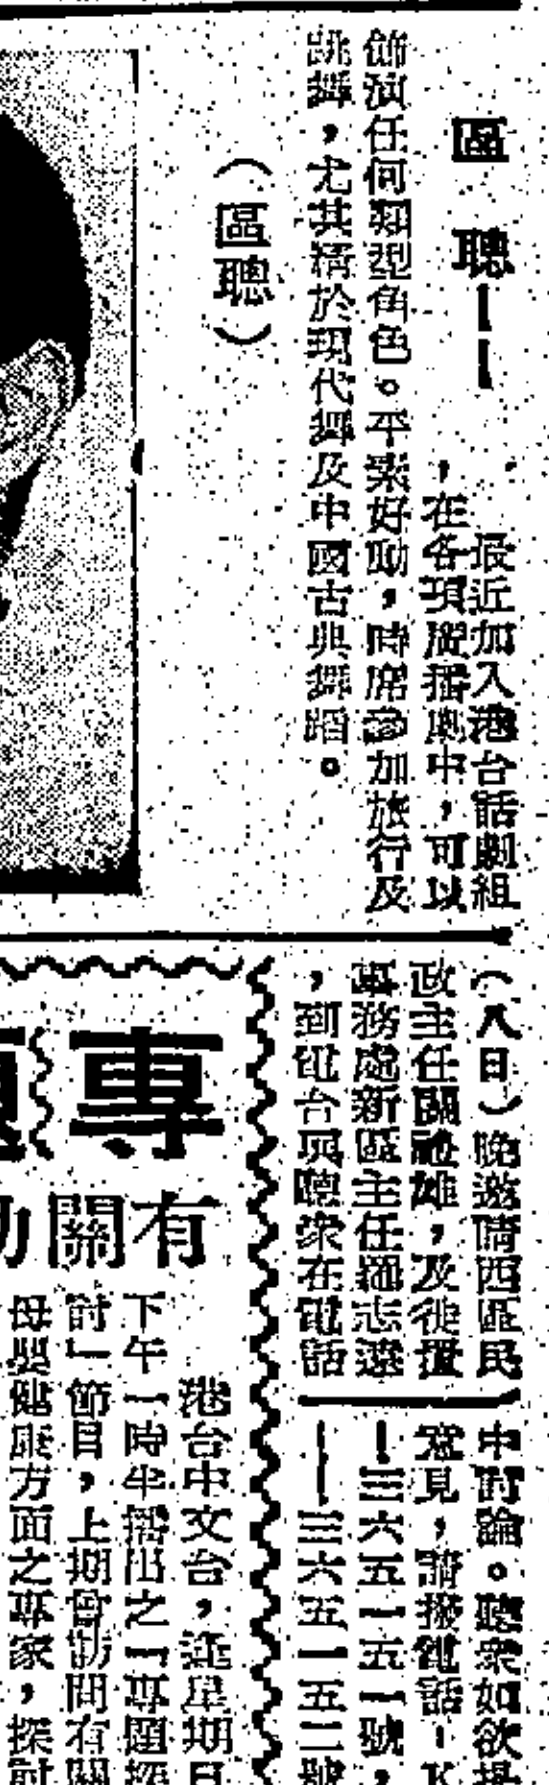 區聰——
最近加入港台話劇組
，在各項廣播劇中，可以
飾演任何類型角色。平素好動，時常參加旅行及
跳舞，尤其精於現代舞及中國古典舞蹈。
（區聰）
（八日）晚邀請西區民
政主任關禮雄，及徙置
事務處新區主任羅志遠
，到電台與聽衆在電話
中討論。聽衆如欲
意見，請撥電話－K
－三六五一五一號，
——三六五一五二號
專
有關
港台中文台，逢星期日
下午一時半播出之「專題探
討」節目，上期曾訪問有關
母嬰健康方面之專家，探討